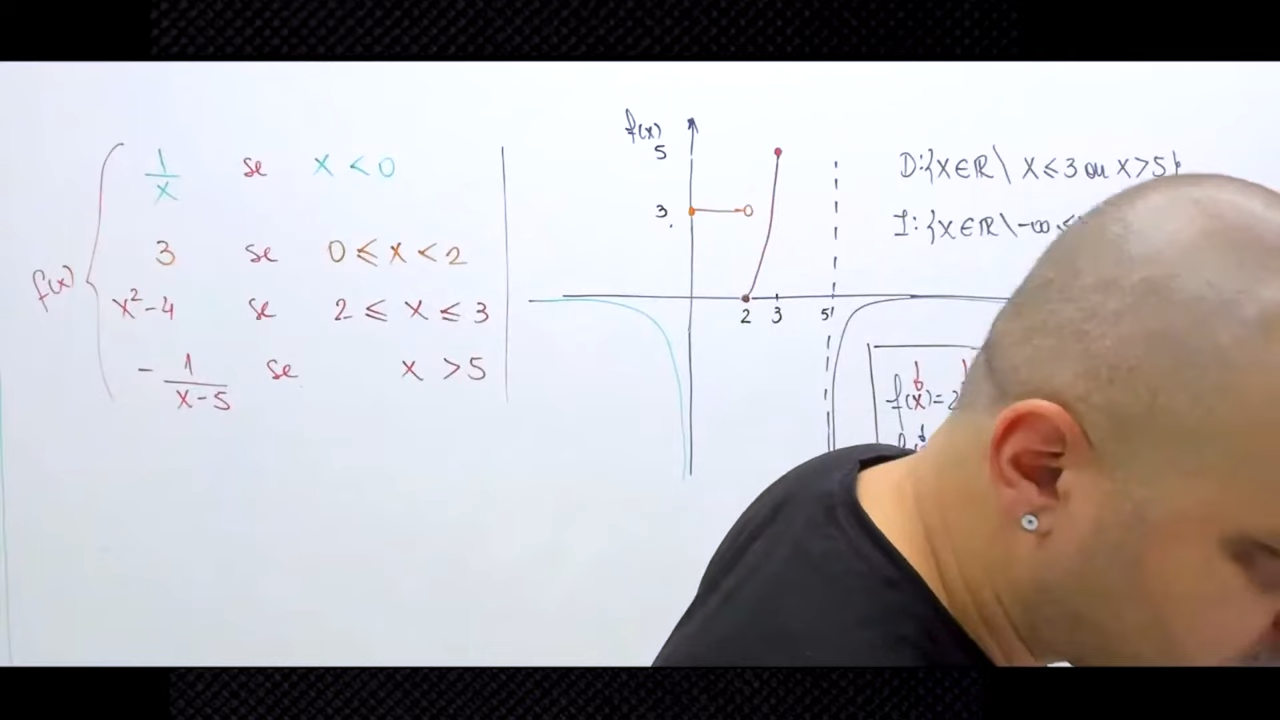 f(x)
1/x se x < 0
3 se 0 ≤ x < 2
x²-4 se 2 ≤ x ≤ 3
- 1/(x-5) se x > 5
f(x)
5
3
2 3 5
D:{x∈ℝ \ x ≤ 3 ou x > 5}
I:{x∈ℝ \ -∞ ≤
f(x)=2